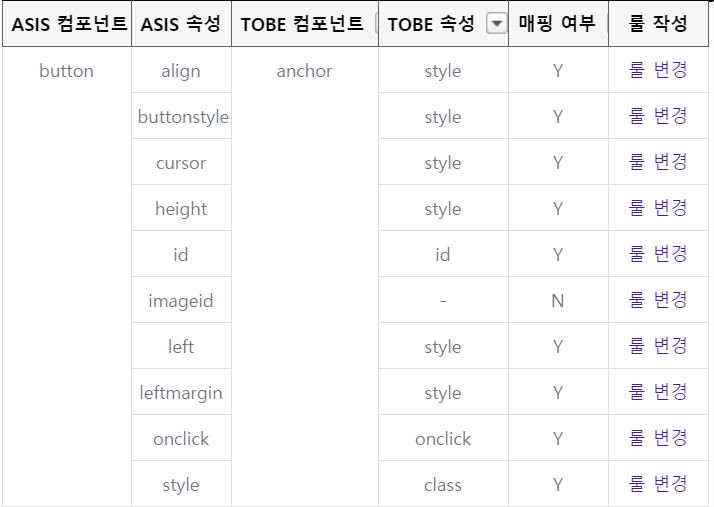 ASIS 컴포넌트 ASIS 속성 TOBE 컴포넌트 TOBE 속성 매핑 여부 룰 작성
button align anchor style Y 룰 변경
buttonstyle style Y 룰 변경
cursor style Y 룰 변경
height style Y 룰 변경
id id Y 룰 변경
imageid - N 룰 변경
left style Y 룰 변경
leftmargin style Y 룰 변경
onclick onclick Y 룰 변경
style class Y 룰 변경